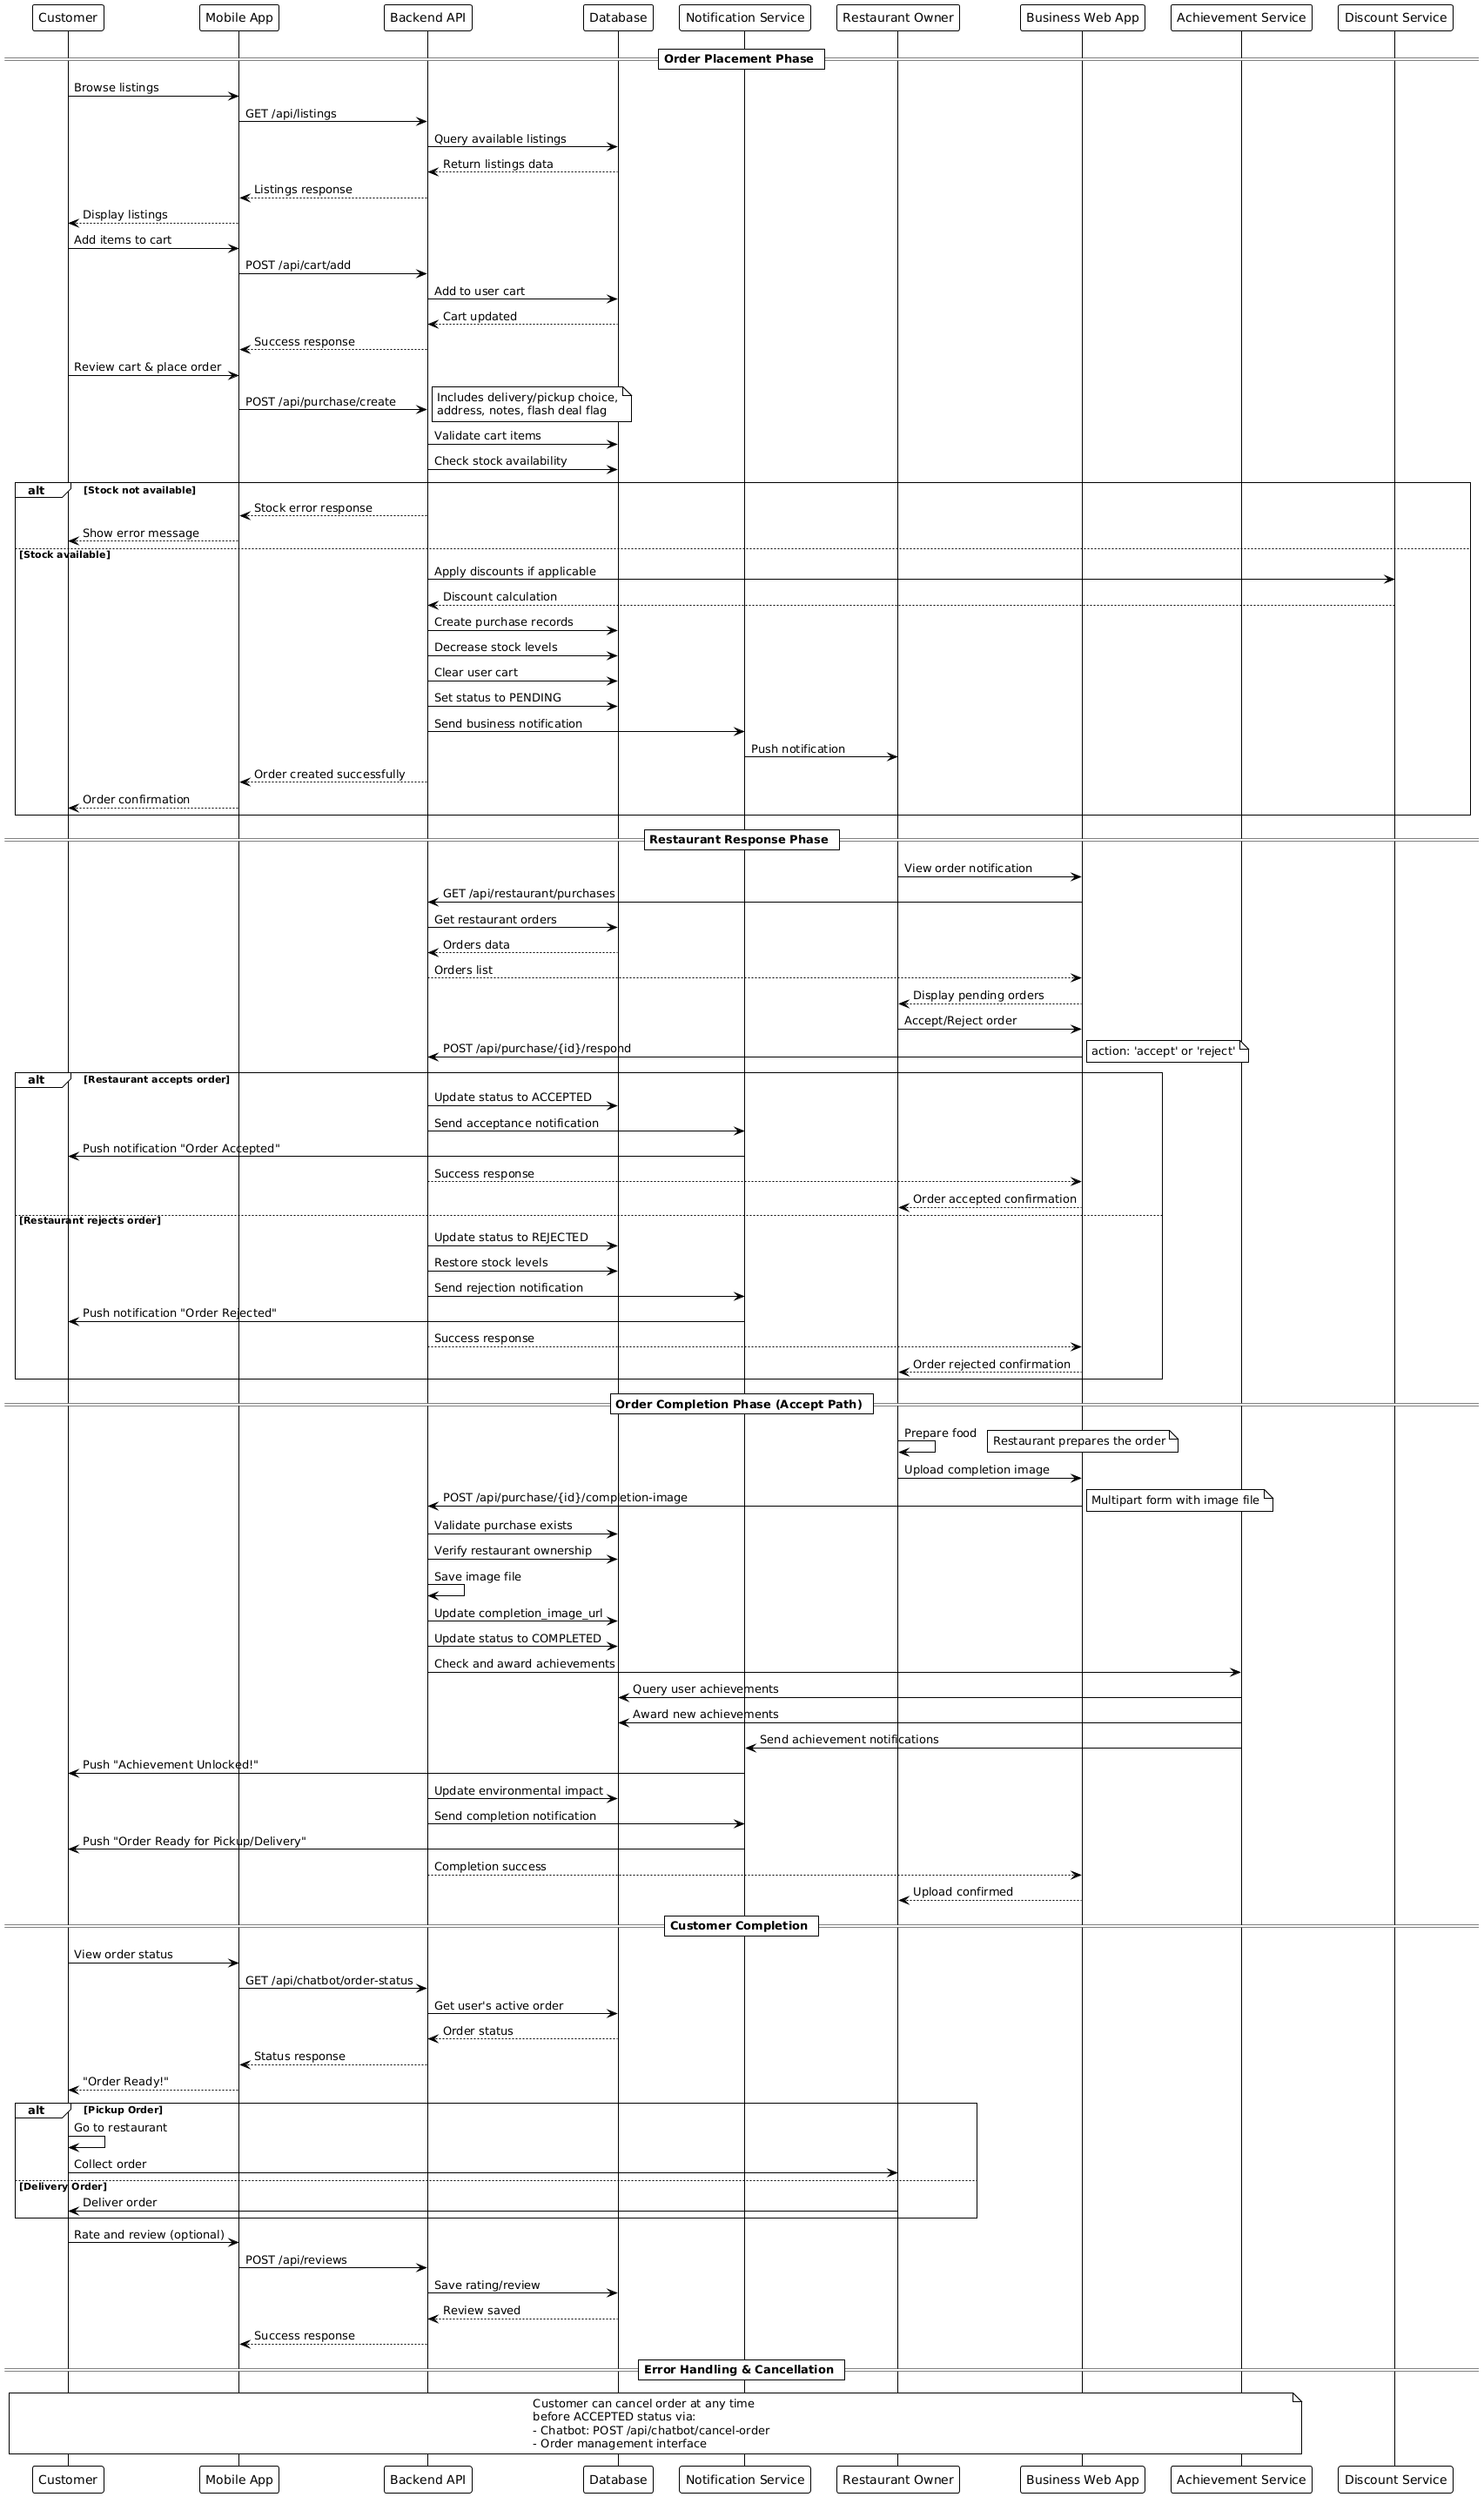 Customer
Mobile App
Backend API
Database
Notification Service
Restaurant Owner
Business Web App
Achievement Service
Discount Service
Order Placement Phase
Browse listings
GET /api/listings
Query available listings
Return listings data
Listings response
Display listings
Add items to cart
POST /api/cart/add
Add to user cart
Cart updated
Success response
Review cart & place order
POST /api/purchase/create
Includes delivery/pickup choice,
address, notes, flash deal flag
Validate cart items
Check stock availability
alt
[Stock not available]
Stock error response
Show error message
[Stock available]
Apply discounts if applicable
Discount calculation
Create purchase records
Decrease stock levels
Clear user cart
Set status to PENDING
Send business notification
Push notification
Order created successfully
Order confirmation
Restaurant Response Phase
View order notification
GET /api/restaurant/purchases
Get restaurant orders
Orders data
Orders list
Display pending orders
Accept/Reject order
POST /api/purchase/{id}/respond
action: 'accept' or 'reject'
alt
[Restaurant accepts order]
Update status to ACCEPTED
Send acceptance notification
Push notification "Order Accepted"
Success response
Order accepted confirmation
[Restaurant rejects order]
Update status to REJECTED
Restore stock levels
Send rejection notification
Push notification "Order Rejected"
Success response
Order rejected confirmation
Order Completion Phase (Accept Path)
Prepare food
Restaurant prepares the order
Upload completion image
POST /api/purchase/{id}/completion-image
Multipart form with image file
Validate purchase exists
Verify restaurant ownership
Save image file
Update completion_image_url
Update status to COMPLETED
Check and award achievements
Query user achievements
Award new achievements
Send achievement notifications
Push "Achievement Unlocked!"
Update environmental impact
Send completion notification
Push "Order Ready for Pickup/Delivery"
Completion success
Upload confirmed
Customer Completion
View order status
GET /api/chatbot/order-status
Get user's active order
Order status
Status response
"Order Ready!"
alt
[Pickup Order]
Go to restaurant
Collect order
[Delivery Order]
Deliver order
Rate and review (optional)
POST /api/reviews
Save rating/review
Review saved
Success response
Error Handling & Cancellation
Customer can cancel order at any time
before ACCEPTED status via:
- Chatbot: POST /api/chatbot/cancel-order
- Order management interface
Customer
Mobile App
Backend API
Database
Notification Service
Restaurant Owner
Business Web App
Achievement Service
Discount Service